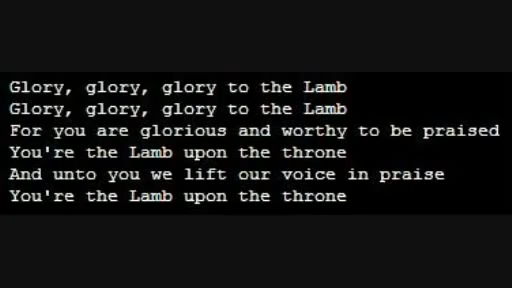 Glory, glory, glory to the Lamb
Glory, glory, glory to the Lamb
For you are glorious and worthy to be praised
You're the Lamb upon the throne
And unto you we lift our voice in praise
You're the Lamb upon the throne